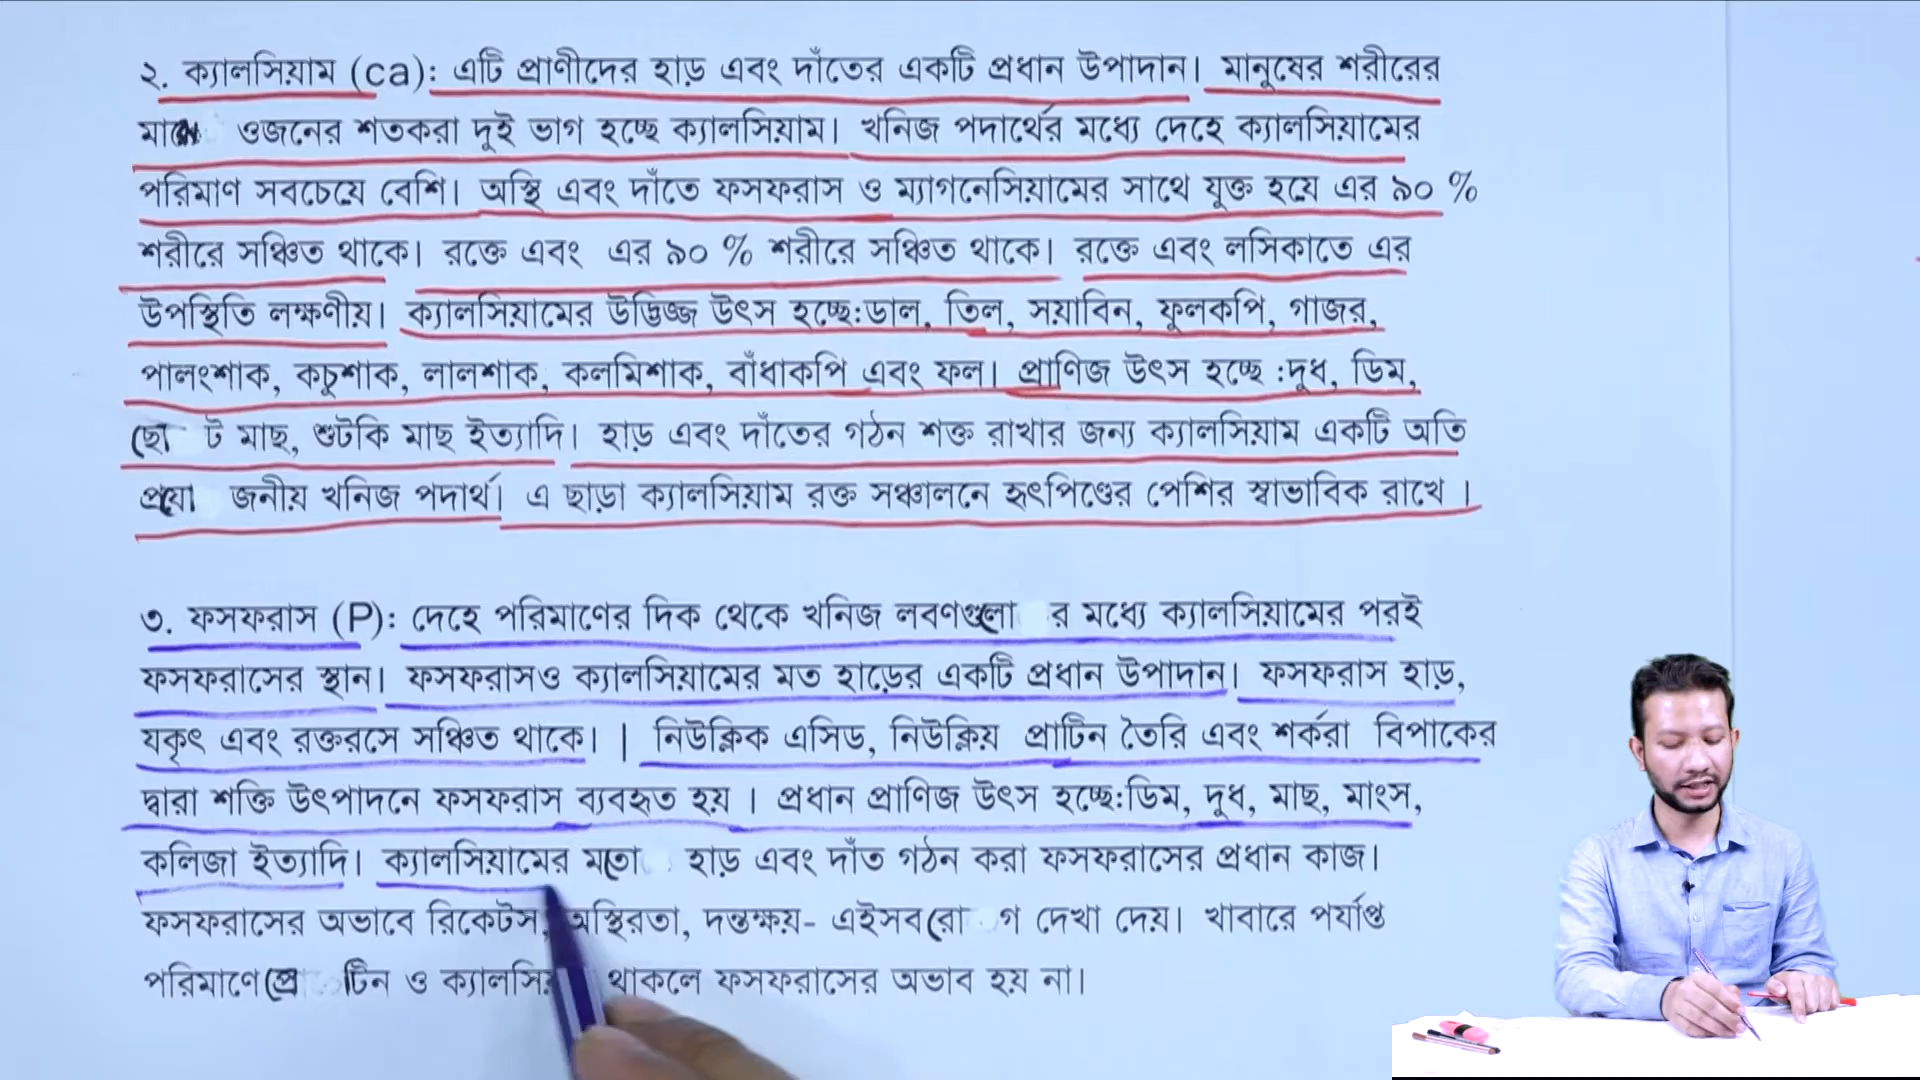 ২. ক্যালসিয়াম (ca): এটি প্রাণীদের হাড় এবং দাঁতের একটি প্রধান উপাদান। মানুষের শরীরের
ওজনের শতকরা দুই ভাগ হচ্ছে ক্যালসিয়াম। খনিজ পদার্থের মধ্যে দেহে ক্যালসিয়ামের
পরিমাণ সবচেয়ে বেশি। অস্থি এবং দাঁতে ফসফরাস ও ম্যাগনেসিয়ামের সাথে যুক্ত হয়ে এর ৯০ %
শরীরে সঞ্চিত থাকে। রক্তে এবং এর ৯০ % শরীরে সঞ্চিত থাকে। রক্তে এবং লসিকাতে এর
উপস্থিতি লক্ষণীয়। ক্যালসিয়ামের উদ্ভিজ্জ উৎস হচ্ছে:ডাল, তিল, সয়াবিন, ফুলকপি, গাজর,
পালংশাক, কচুশাক, লালশাক, কলমিশাক, বাঁধাকপি এবং ফল। প্রাণিজ উৎস হচ্ছে :দুধ, ডিম,
ছোট মাছ, শুটকি মাছ ইত্যাদি। হাড় এবং দাঁতের গঠন শক্ত রাখার জন্য ক্যালসিয়াম একটি অতি
প্রয়োজনীয় খনিজ পদার্থ। এ ছাড়া ক্যালসিয়াম রক্ত সঞ্চালনে হৃৎপিণ্ডের পেশির স্বাভাবিক রাখে ।
৩. ফসফরাস (P): দেহে পরিমাণের দিক থেকে খনিজ লবণগুলোর মধ্যে ক্যালসিয়ামের পরই
ফসফরাসের স্থান। ফসফরাসও ক্যালসিয়ামের মত হাড়ের একটি প্রধান উপাদান। ফসফরাস হাড়,
যকৃৎ এবং রক্তরসে সঞ্চিত থাকে। | নিউক্লিক এসিড, নিউক্লিয় প্রাটিন তৈরি এবং শর্করা বিপাকের
দ্বারা শক্তি উৎপাদনে ফসফরাস ব্যবহৃত হয় । প্রধান প্রাণিজ উৎস হচ্ছে:ডিম, দুধ, মাছ, মাংস,
কলিজা ইত্যাদি। ক্যালসিয়ামের মতো হাড় এবং দাঁত গঠন করা ফসফরাসের প্রধান কাজ।
ফসফরাসের অভাবে রিকেটস, অস্থিরতা, দন্তক্ষয়- এইসব রোগ দেখা দেয়। খাবারে পর্যাপ্ত
পরিমাণে প্রোটিন ও থাকলে ফসফরাসের অভাব হয় না।